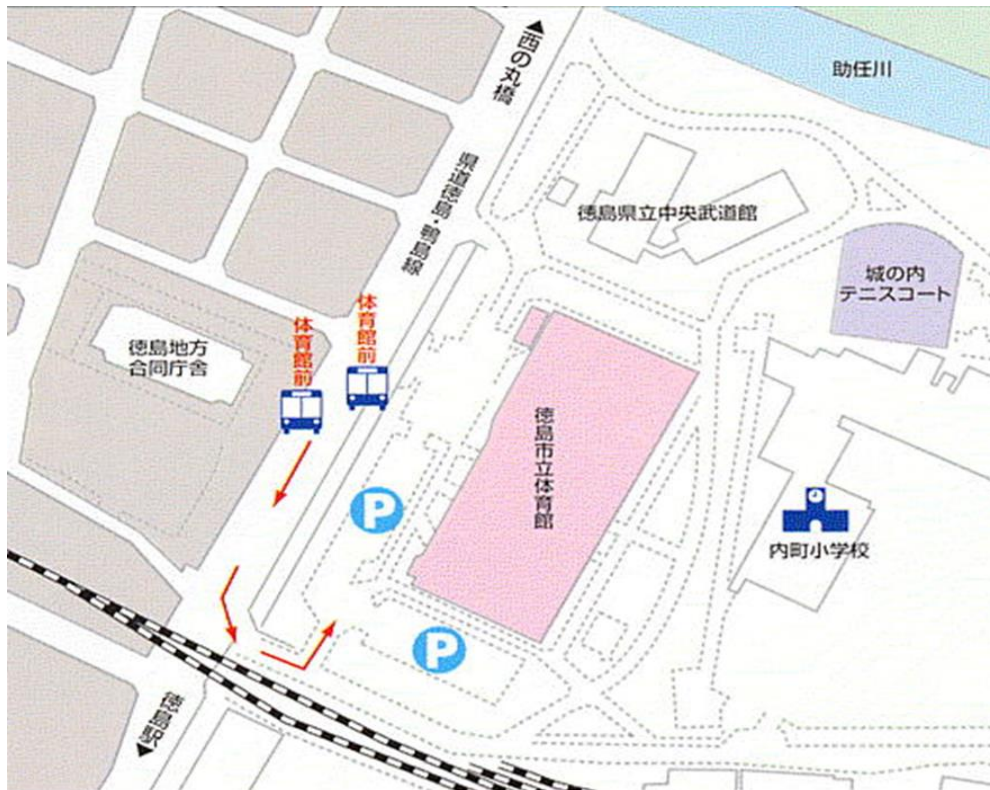 ▲西の丸橋
助任川
県道徳島・鴨島線
徳島県立中央武道館
城の内
テニスコート
体育館前
体育館前
徳島地方
合同庁舎
徳島市立体育館
P
内町小学校
P
徳島駅▼